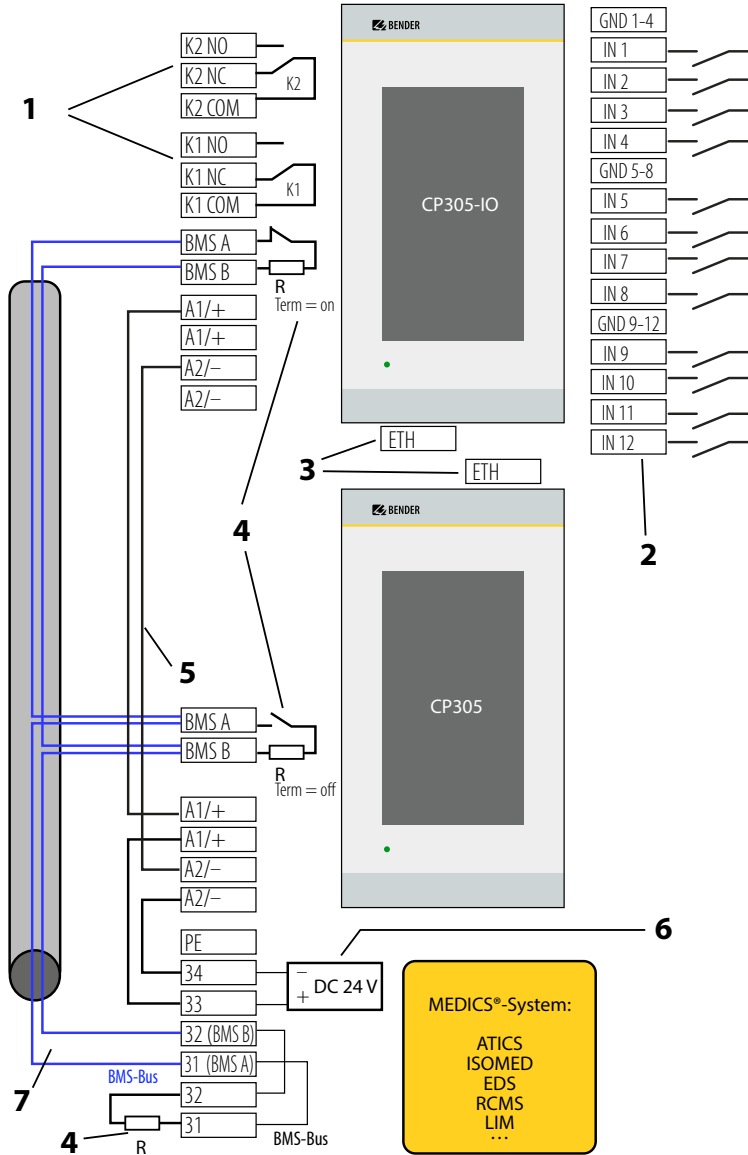 BENDER
GND 1-4
K2 NO
IN 1
K2 NC
K2
IN 2
K2 COM
1
IN 3
K1 NO
IN 4
K1 NC
GND 5-8
K1
K1 COM
CP305-IO
IN 5
BMS A
IN 6
BMS B
IN 7
R
Term = on
IN 8
A1/+
GND 9-12
A1/+
IN 9
A2/−
IN 10
A2/−
IN 11
ETH
IN 12
3
ETH
4
BENDER
2
5
CP305
BMS A
BMS B
R
Term = off
A1/+
A1/+
A2/−
A2/−
6
PE
34
−
DC 24 V
33
+
MEDICS®-System:
32 (BMS B)
ATICS
31 (BMS A)
ISOMED
BMS-Bus
EDS
7
32
RCMS
31
LIM
4
R
BMS-Bus
...